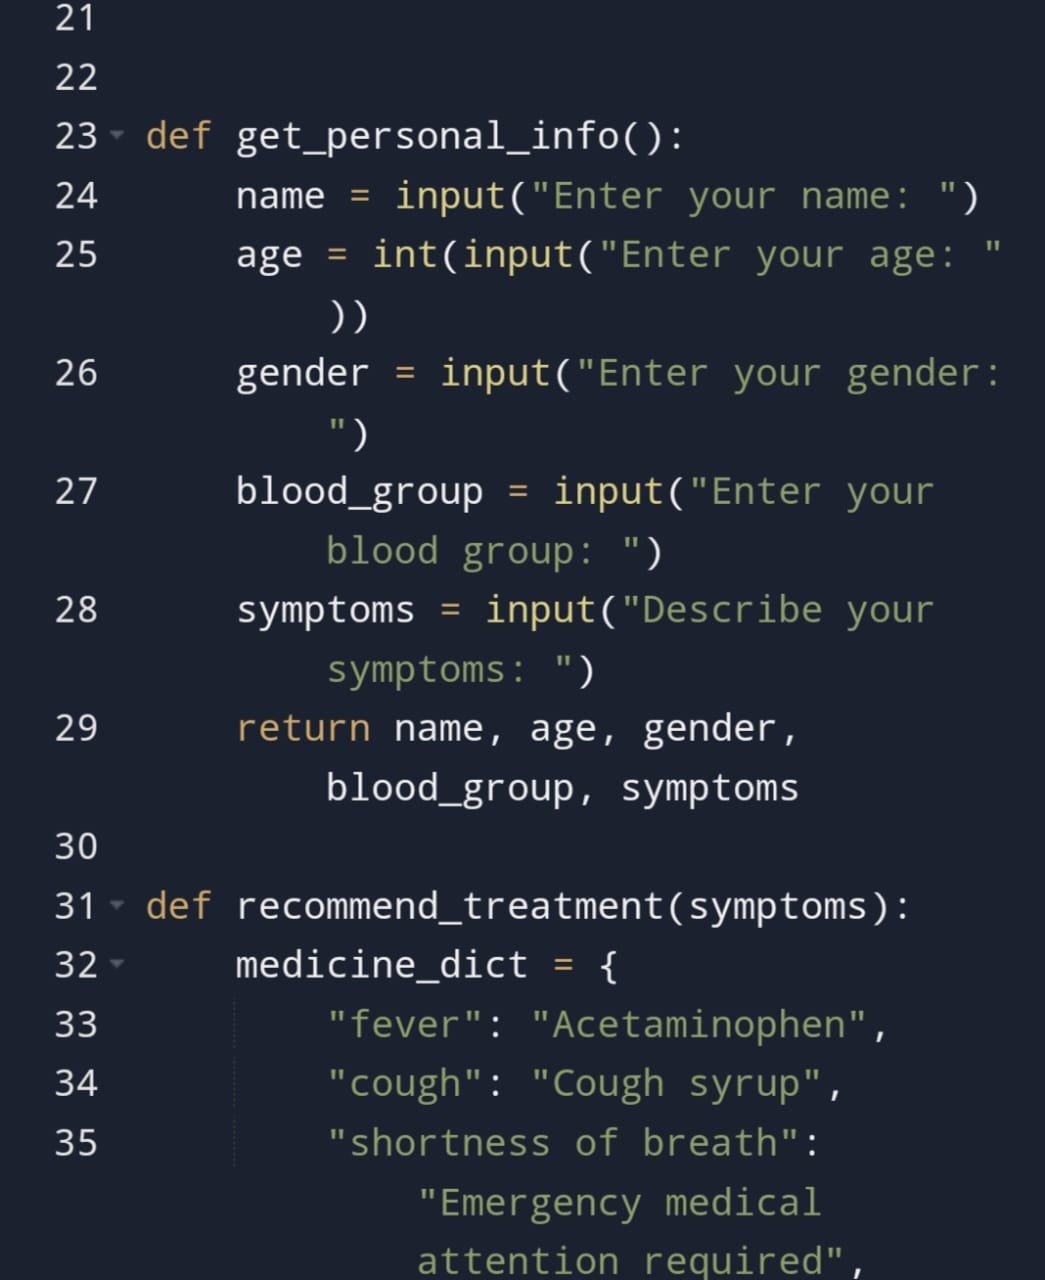 21
22
23 def get_personal_info():
24 name = input("Enter your name: ")
25 age = int(input("Enter your age: "
))
26 gender = input("Enter your gender:
")
27 blood_group = input("Enter your
blood group: ")
28 symptoms = input("Describe your
symptoms: ")
29 return name, age, gender,
blood_group, symptoms
30
31 def recommend_treatment(symptoms):
32 medicine_dict = {
33 "fever": "Acetaminophen",
34 "cough": "Cough syrup",
35 "shortness of breath":
"Emergency medical
attention required",